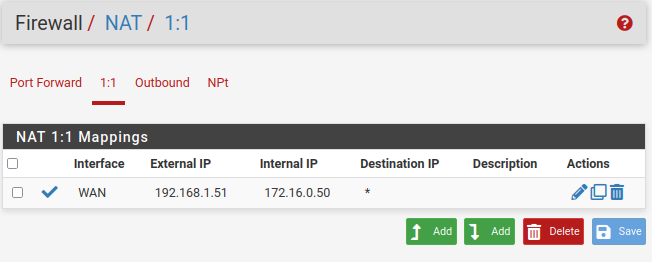 Firewall / NAT / 1:1
Port Forward 1:1 Outbound NPt
NAT 1:1 Mappings
Interface External IP Internal IP Destination IP Description Actions
WAN 192.168.1.51 172.16.0.50 *
Add Add Delete Save